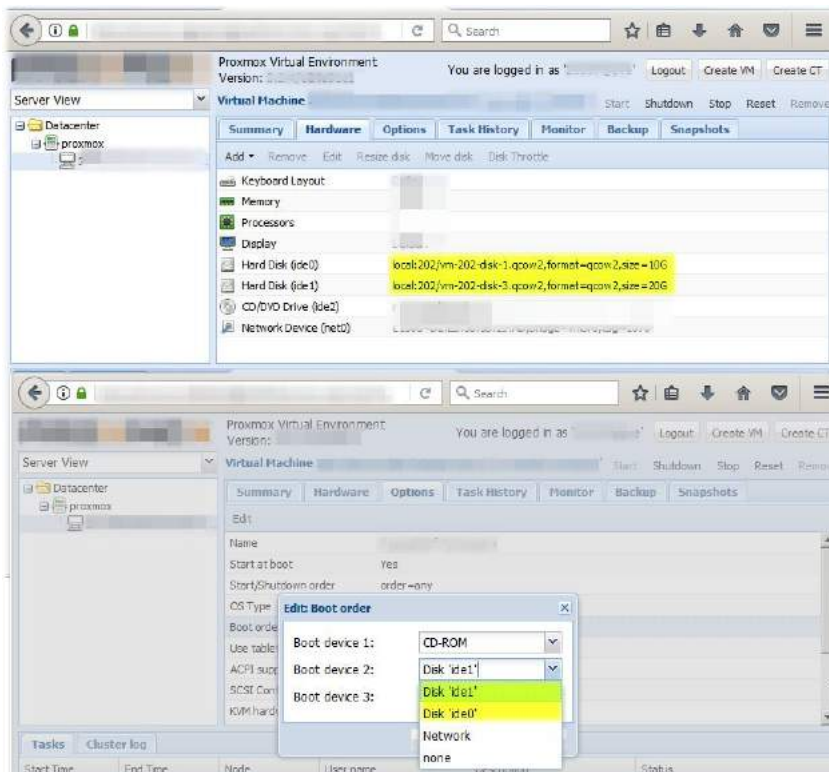 Search
Proxmox Virtual Environment
Version:
You are logged in as '
Logout
Create VM
Create CT
Server View
Virtual Machine
Start
Shutdown
Stop
Reset
Remove
Datacenter
proxmox
Summary
Hardware
Options
Task History
Monitor
Backup
Snapshots
Add
Remove
Edit
Resize disk
Move disk
Disk Throttle
Keyboard Layout
Memory
Processors
Display
Hard Disk (ide0) local:202/vm-202-disk-1.qcow2,format=qcow2,size=10G
Hard Disk (ide1) local:202/vm-202-disk-3.qcow2,format=qcow2,size=20G
CD/DVD Drive (ide2)
Network Device (net0)
Search
Proxmox Virtual Environment
Version:
You are logged in as '
Logout
Create VM
Create CT
Server View
Virtual Machine
Start
Shutdown
Stop
Reset
Datacenter
proxmox
Summary
Hardware
Options
Task History
Monitor
Backup
Snapshots
Edit
Name
Start at boot Yes
Start/Shutdown order order=any
OS Type
Boot orde
Use table
ACPI supp
SCSI Con
KVM hard
Edit: Boot order
Boot device 1: CD-ROM
Boot device 2: Disk 'ide1'
Boot device 3:
Disk 'ide1'
Disk 'ide0'
Network
none
Tasks
Cluster log
Start Time
End Time
Node
User name
Status